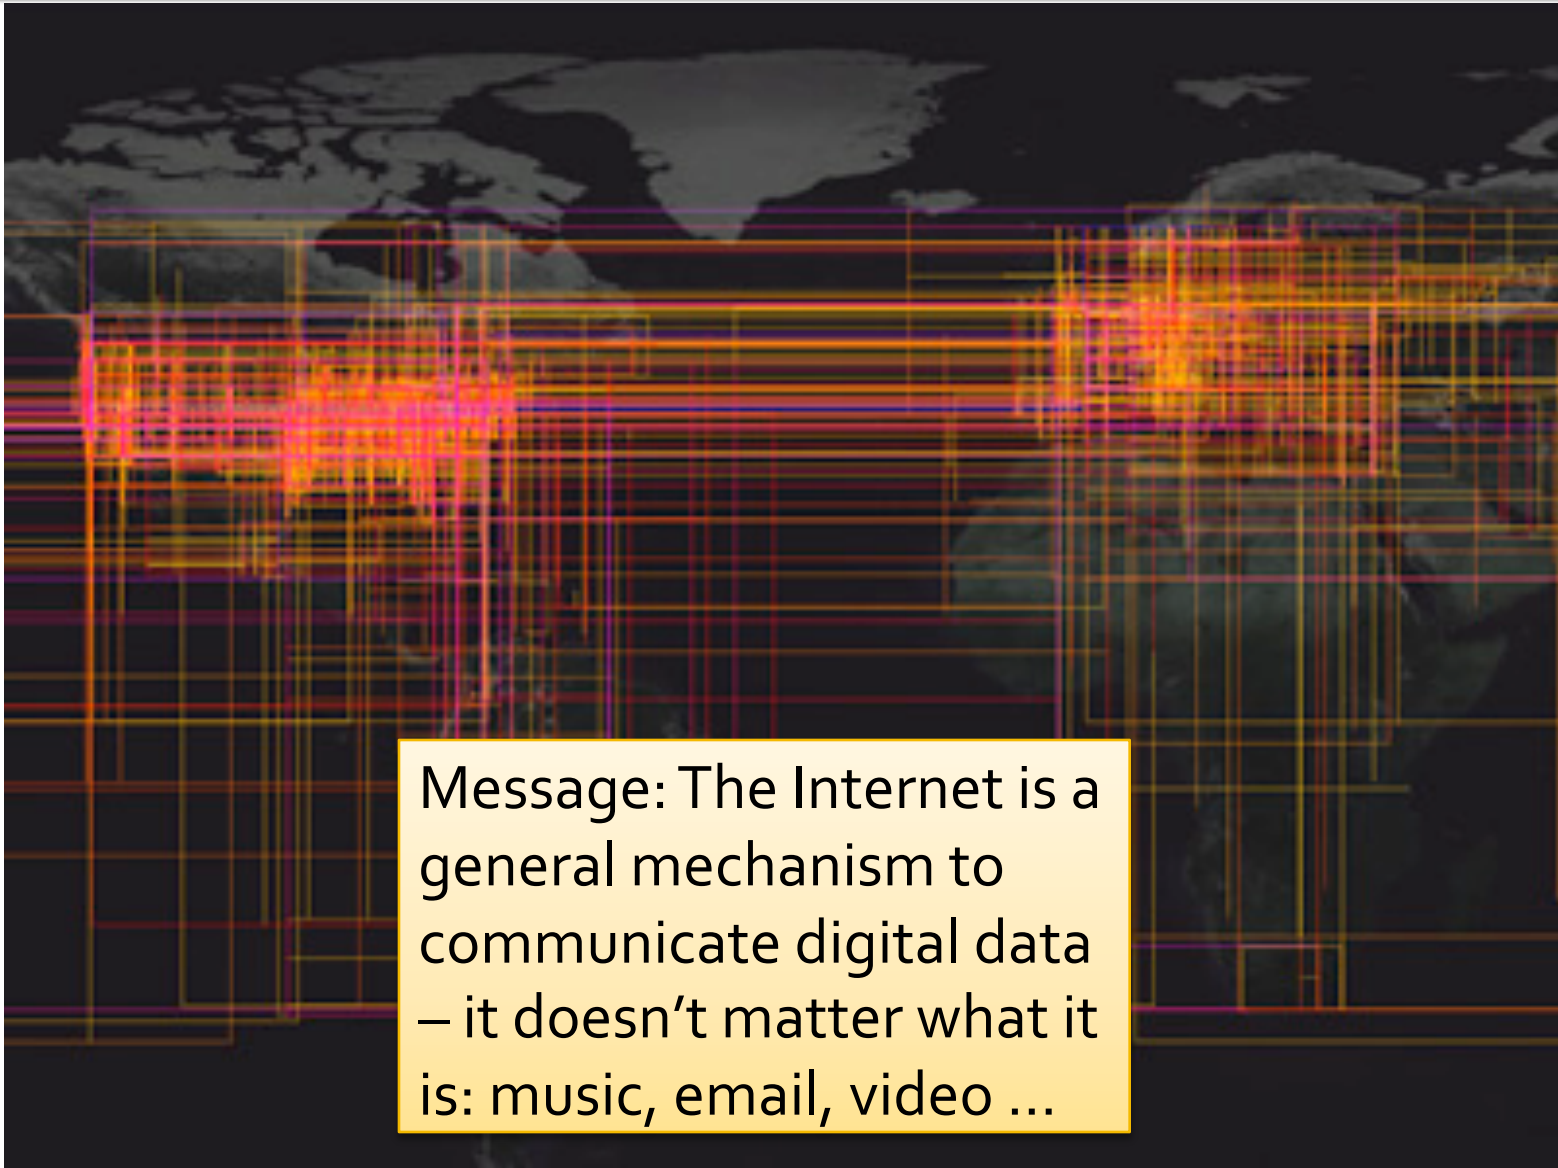 Message: The Internet is a
general mechanism to
communicate digital data
– it doesn’t matter what it
is: music, email, video …